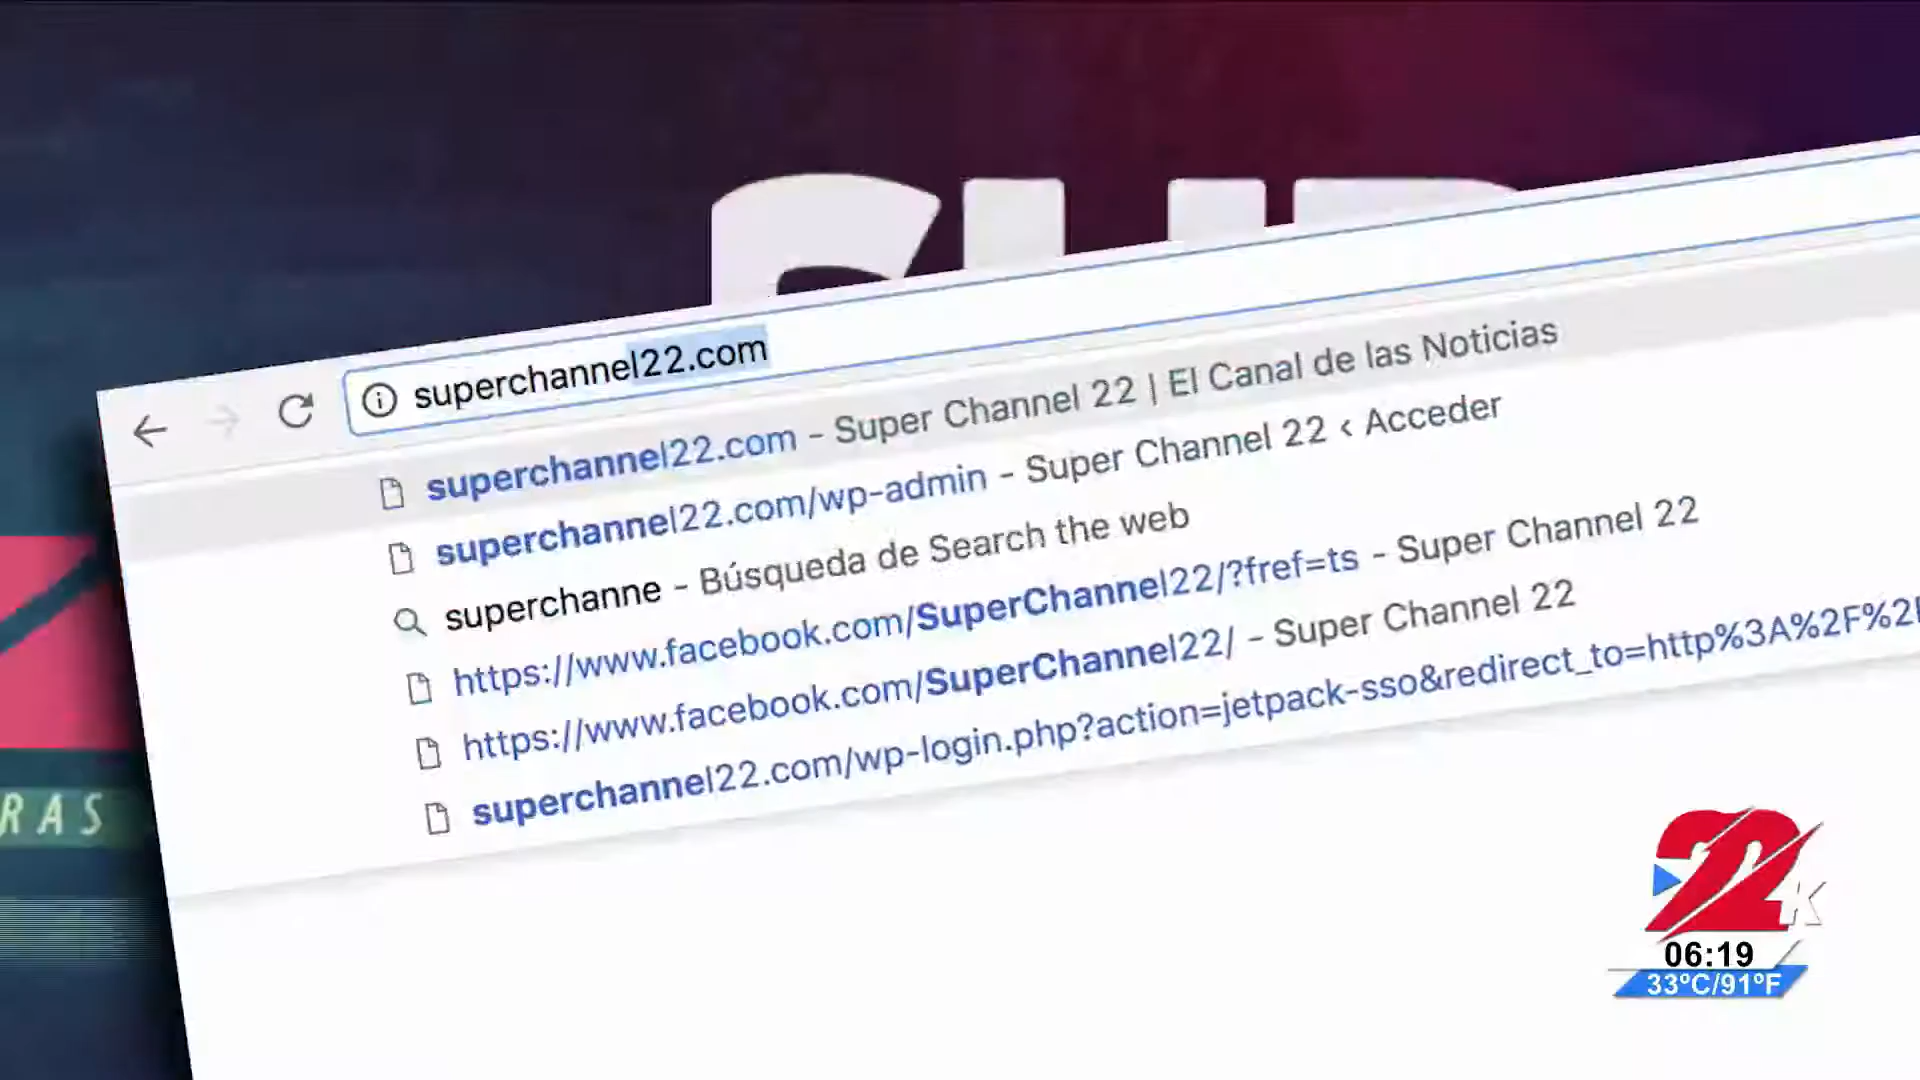 superchannel22.com
superchannel22.com - Super Channel 22 | El Canal de las Noticias
superchannel22.com/wp-admin - Super Channel 22 ‹ Acceder
superchanne - Búsqueda de Search the web
https://www.facebook.com/SuperChannel22/?fref=ts - Super Channel 22
https://www.facebook.com/SuperChannel22/ - Super Channel 22
superchannel22.com/wp-login.php?action=jetpack-sso&redirect_to=http%3A%2F%2F
RAS
22
K
06:19
33ºC/91ºF